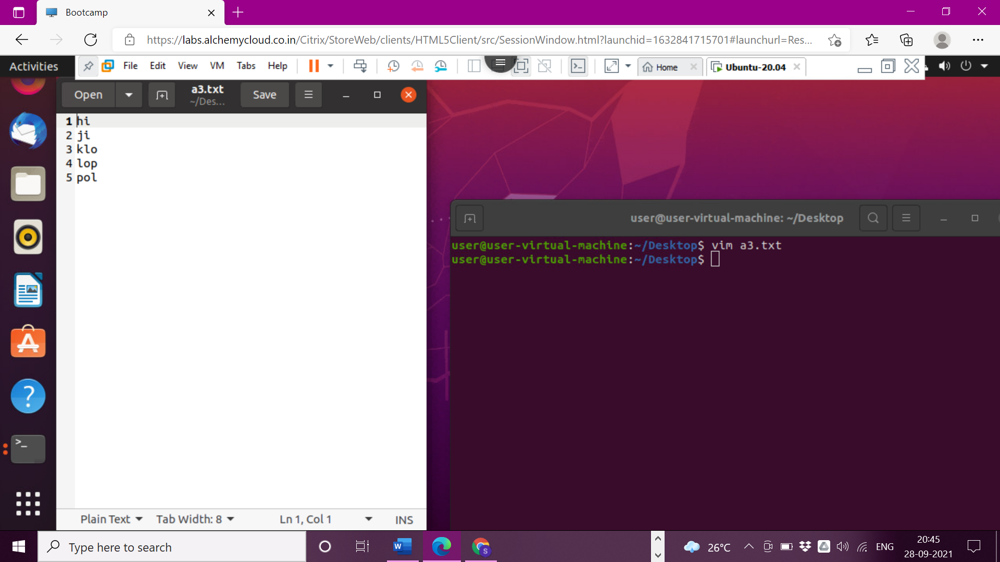 Bootcamp
https://labs.alchemycloud.co.in/Citrix/StoreWeb/clients/HTML5Client/src/SessionWindow.html?launchid=1632841715701#launchurl=Res...
Activities
File Edit View VM Tabs Help
Home
Ubuntu-20.04
Open
a3.txt
~/Des...
Save
1 hi
2 ji
3 klo
4 lop
5 pol
Plain Text
Tab Width: 8
Ln 1, Col 1
INS
user@user-virtual-machine: ~/Desktop
user@user-virtual-machine:~/Desktop$ vim a3.txt
user@user-virtual-machine:~/Desktop$
Type here to search
W
S
26°C
ENG
20:45
28-09-2021